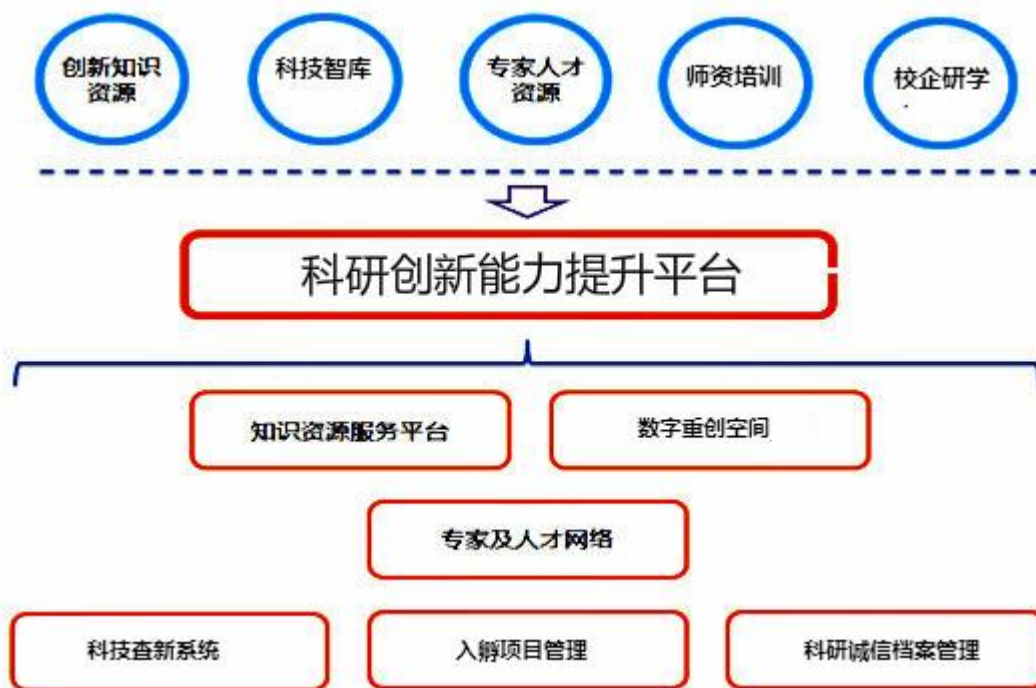 创新知识
资源
科技智库
专家人才
资源
师资培训
校企研学
科研创新能力提升平台
知识资源服务平台
数字重创空间
专家及人才网络
科技查新系统
入孵项目管理
科研诚信档案管理